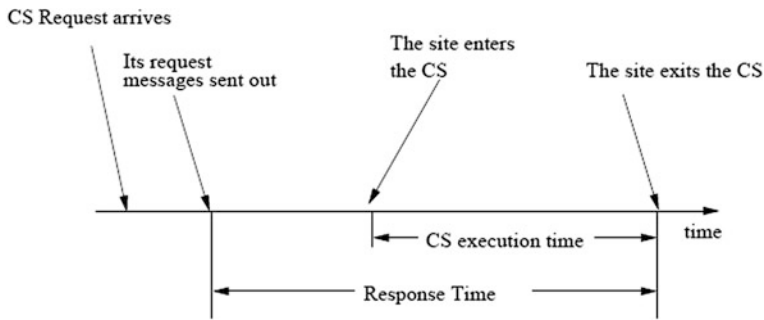 CS Request arrives
Its request
messages sent out
The site enters
the CS
The site exits the CS
time
CS execution time
Response Time